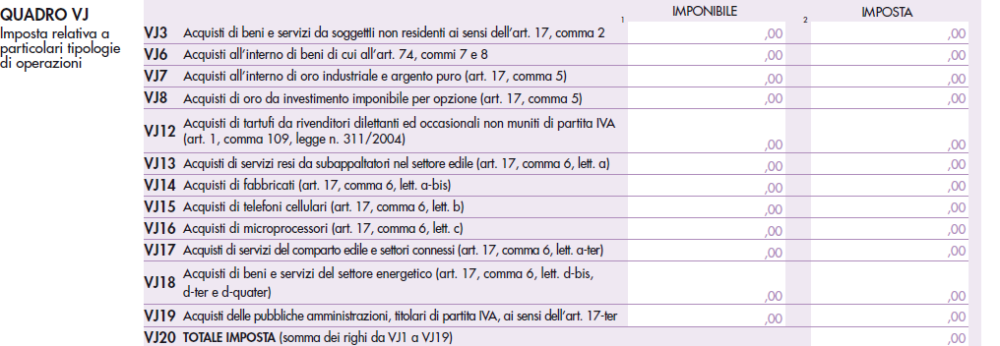 QUADRO VJ
Imposta relativa a
particolari tipologie
di operazioni
1 IMPONIBILE 2 IMPOSTA
VJ3 Acquisti di beni e servizi da soggettli non residenti ai sensi dell’art. 17, comma 2 ,00 ,00
VJ6 Acquisti all’interno di beni di cui all’art. 74, commi 7 e 8 ,00 ,00
VJ7 Acquisti all’interno di oro industriale e argento puro (art. 17, comma 5) ,00 ,00
VJ8 Acquisti di oro da investimento imponibile per opzione (art. 17, comma 5) ,00 ,00
VJ12 Acquisti di tartufi da rivenditori dilettanti ed occasionali non muniti di partita IVA
(art. 1, comma 109, legge n. 311/2004) ,00 ,00
VJ13 Acquisti di servizi resi da subappaltatori nel settore edile (art. 17, comma 6, lett. a) ,00 ,00
VJ14 Acquisti di fabbricati (art. 17, comma 6, lett. a-bis) ,00 ,00
VJ15 Acquisti di telefoni cellulari (art. 17, comma 6, lett. b) ,00 ,00
VJ16 Acquisti di microprocessori (art. 17, comma 6, lett. c) ,00 ,00
VJ17 Acquisti di servizi del comparto edile e settori connessi (art. 17, comma 6, lett. a-ter) ,00 ,00
VJ18 Acquisti di beni e servizi del settore energetico (art. 17, comma 6, lett. d-bis,
d-ter e d-quater) ,00 ,00
VJ19 Acquisti delle pubbliche amministrazioni, titolari di partita IVA, ai sensi dell’art. 17-ter ,00 ,00
VJ20 TOTALE IMPOSTA (somma dei righi da VJ1 a VJ19) ,00